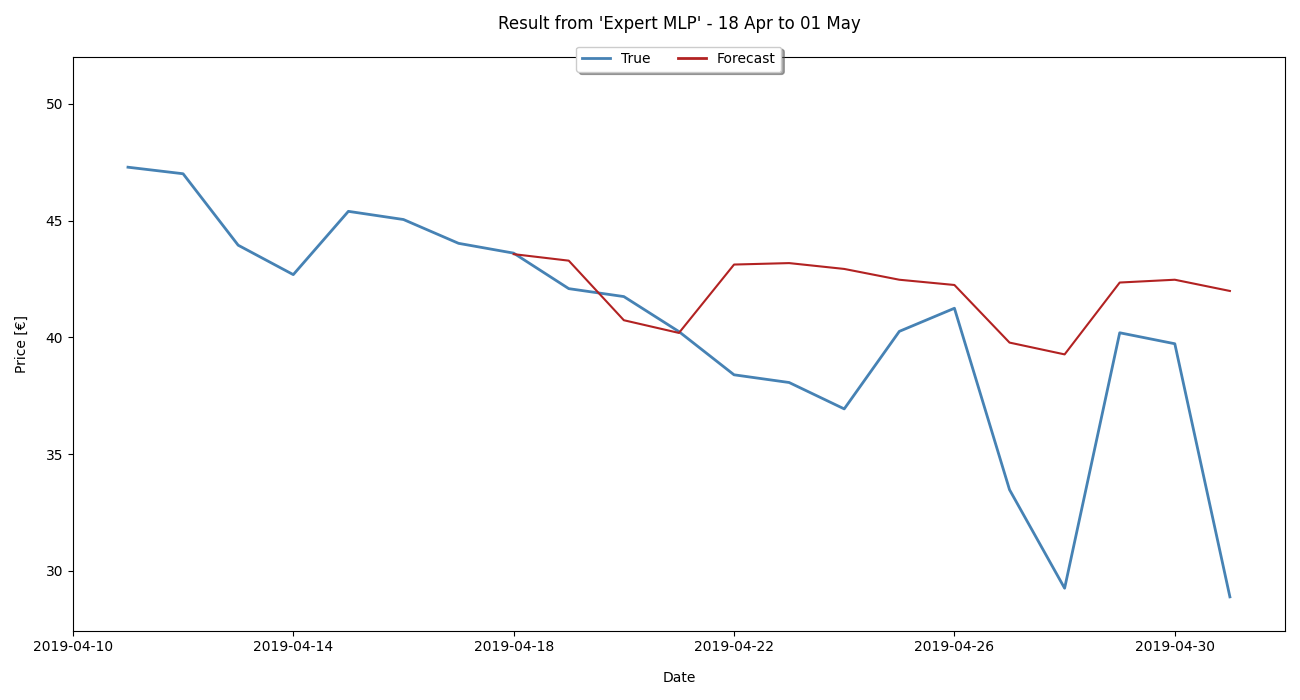 Result from 'Expert MLP' - 18 Apr to 01 May
True
Forecast
50
45
40
35
30
Price [€]
2019-04-10
2019-04-14
2019-04-18
2019-04-22
2019-04-26
2019-04-30
Date